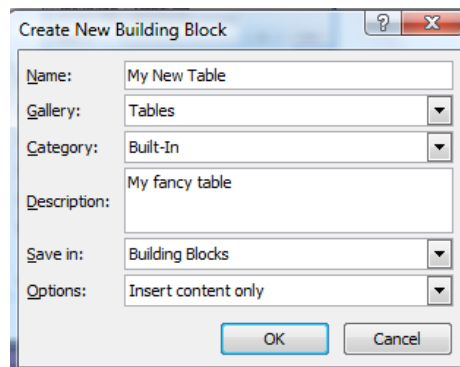 Create New Building Block
Name: My New Table
Gallery: Tables
Category: Built-In
Description: My fancy table
Save in: Building Blocks
Options: Insert content only
OK Cancel